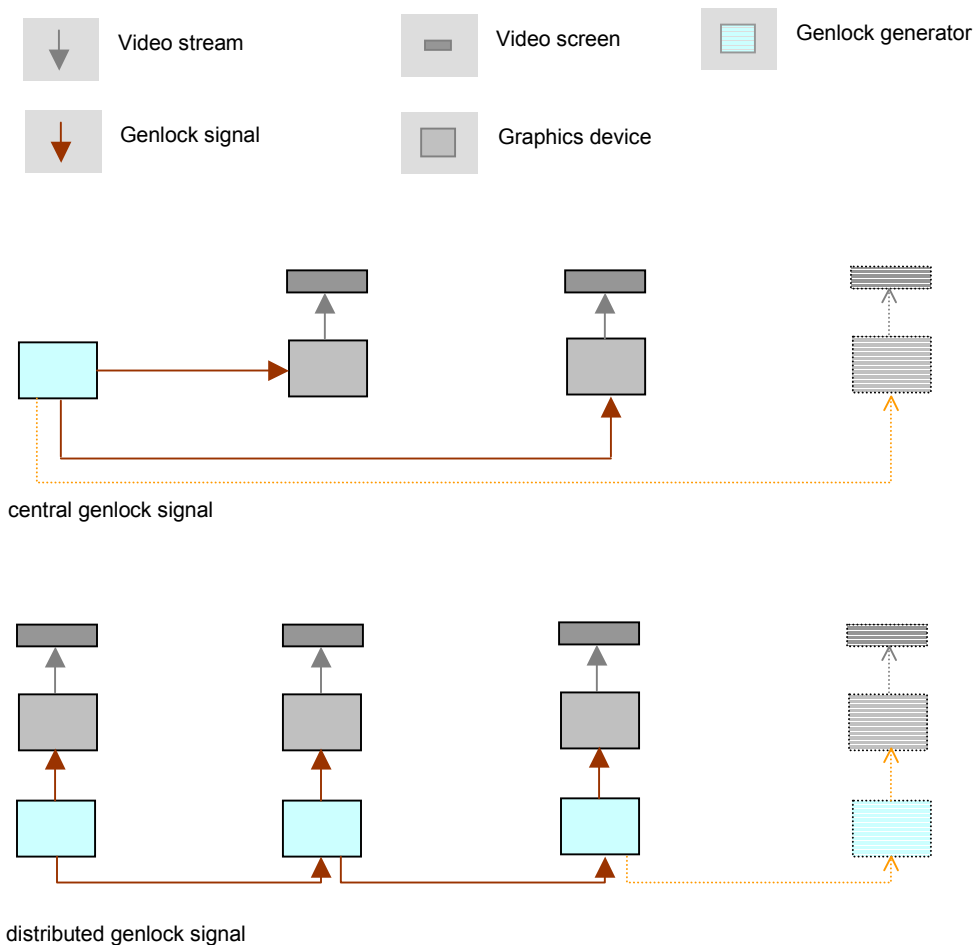 Video stream
Video screen
Genlock generator
Genlock signal
Graphics device
central genlock signal
distributed genlock signal